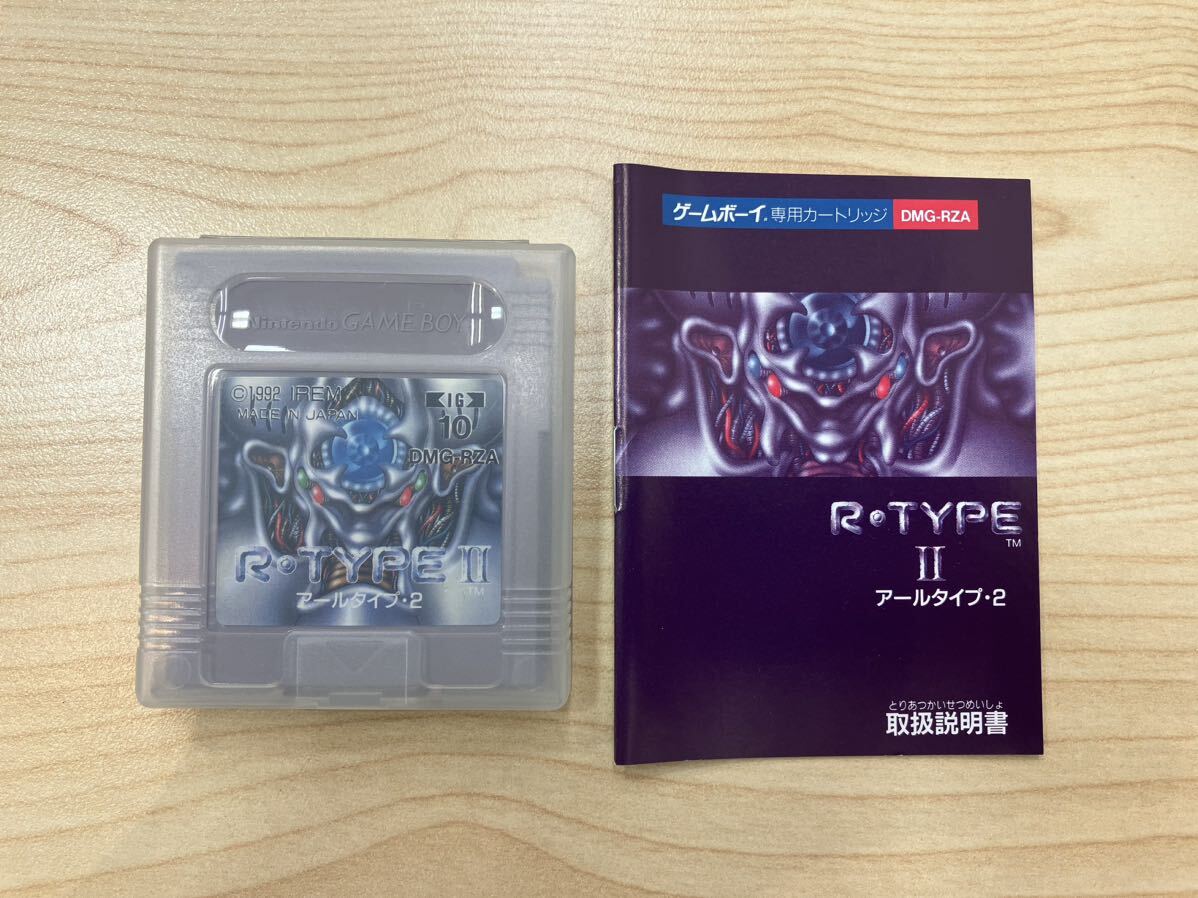 Nintendo GAME BOY
©1992 IREM
MADE IN JAPAN
IG
10
DMG-RZA
R•TYPE II
TM
アールタイプ・2
ゲームボーイ®専用カートリッジ DMG-RZA
R•TYPE
TM
II
アールタイプ・2
とりあつかいせつめいしょ
取扱説明書